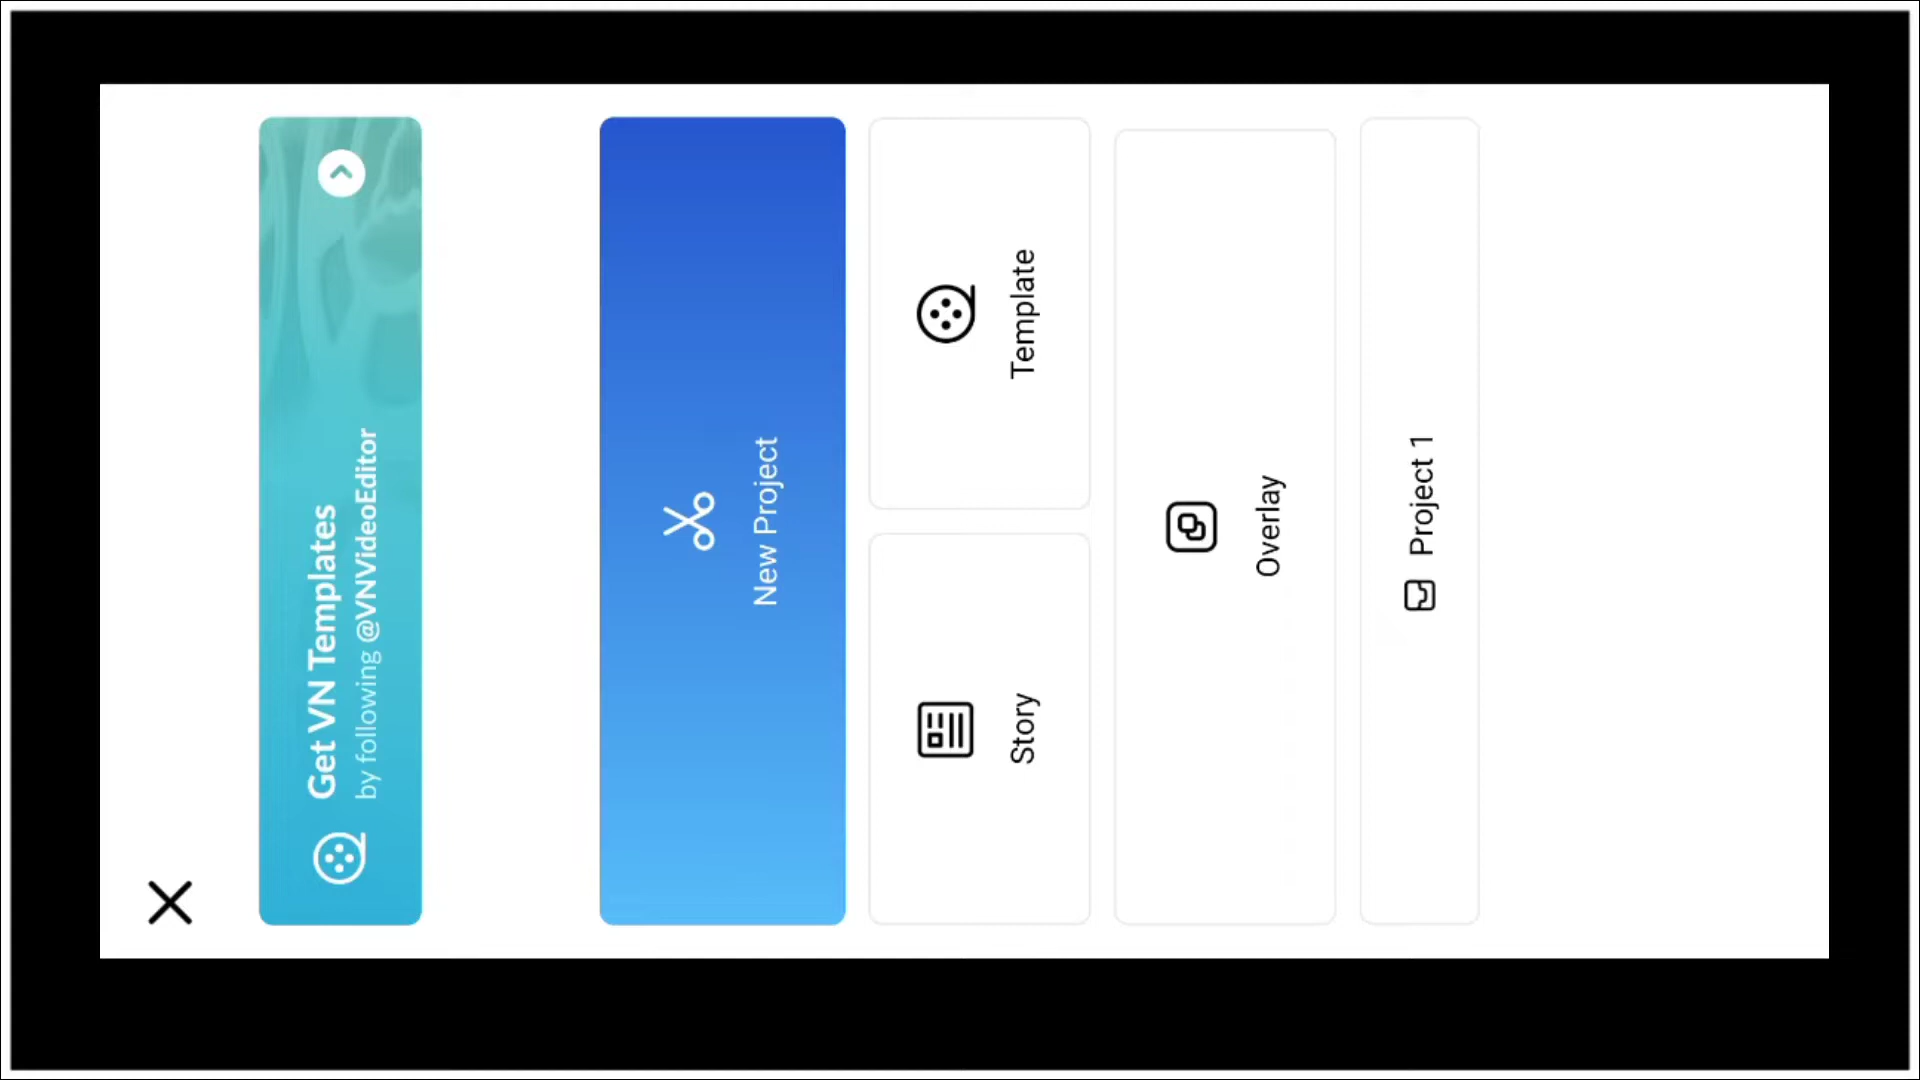 Get VN Templates
by following @VNVideoEditor
New Project
Story
Template
Overlay
Project 1